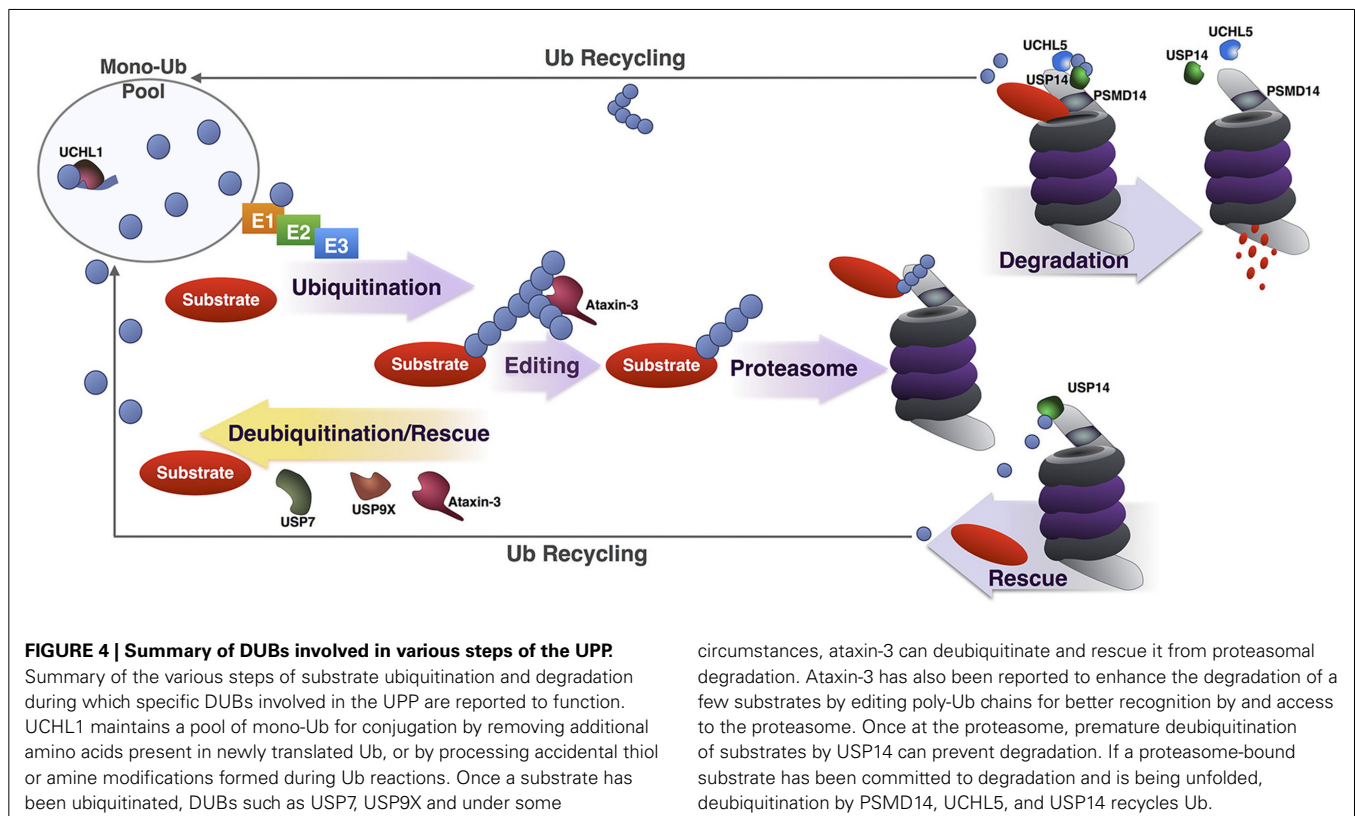 Ub Recycling
Mono-Ub
Pool
UCHL1
E1
E2
E3
Substrate
Ubiquitination
Ataxin-3
Substrate
Editing
Substrate
Proteasome
UCHL5
USP14
PSMD14
UCHL5
USP14
PSMD14
Degradation
Deubiquitination/Rescue
Substrate
USP7
USP9X
Ataxin-3
USP14
Rescue
Ub Recycling
FIGURE 4 | Summary of DUBs involved in various steps of the UPP.
Summary of the various steps of substrate ubiquitination and degradation
during which specific DUBs involved in the UPP are reported to function.
UCHL1 maintains a pool of mono-Ub for conjugation by removing additional
amino acids present in newly translated Ub, or by processing accidental thiol
or amine modifications formed during Ub reactions. Once a substrate has
been ubiquitinated, DUBs such as USP7, USP9X and under some
circumstances, ataxin-3 can deubiquitinate and rescue it from proteasomal
degradation. Ataxin-3 has also been reported to enhance the degradation of a
few substrates by editing poly-Ub chains for better recognition by and access
to the proteasome. Once at the proteasome, premature deubiquitination
of substrates by USP14 can prevent degradation. If a proteasome-bound
substrate has been committed to degradation and is being unfolded,
deubiquitination by PSMD14, UCHL5, and USP14 recycles Ub.